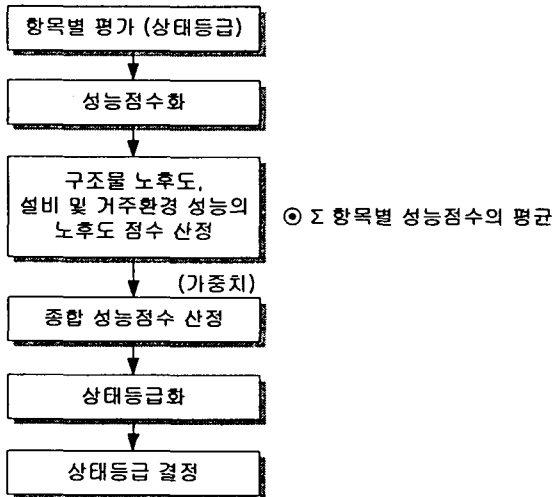 항목별 평가 (상태등급)
성능점수화
구조물 노후도,
설비 및 거주환경 성능의
노후도 점수 산정
⊙ Σ 항목별 성능점수의 평균
(가중치)
종합 성능점수 산정
상태등급화
상태등급 결정